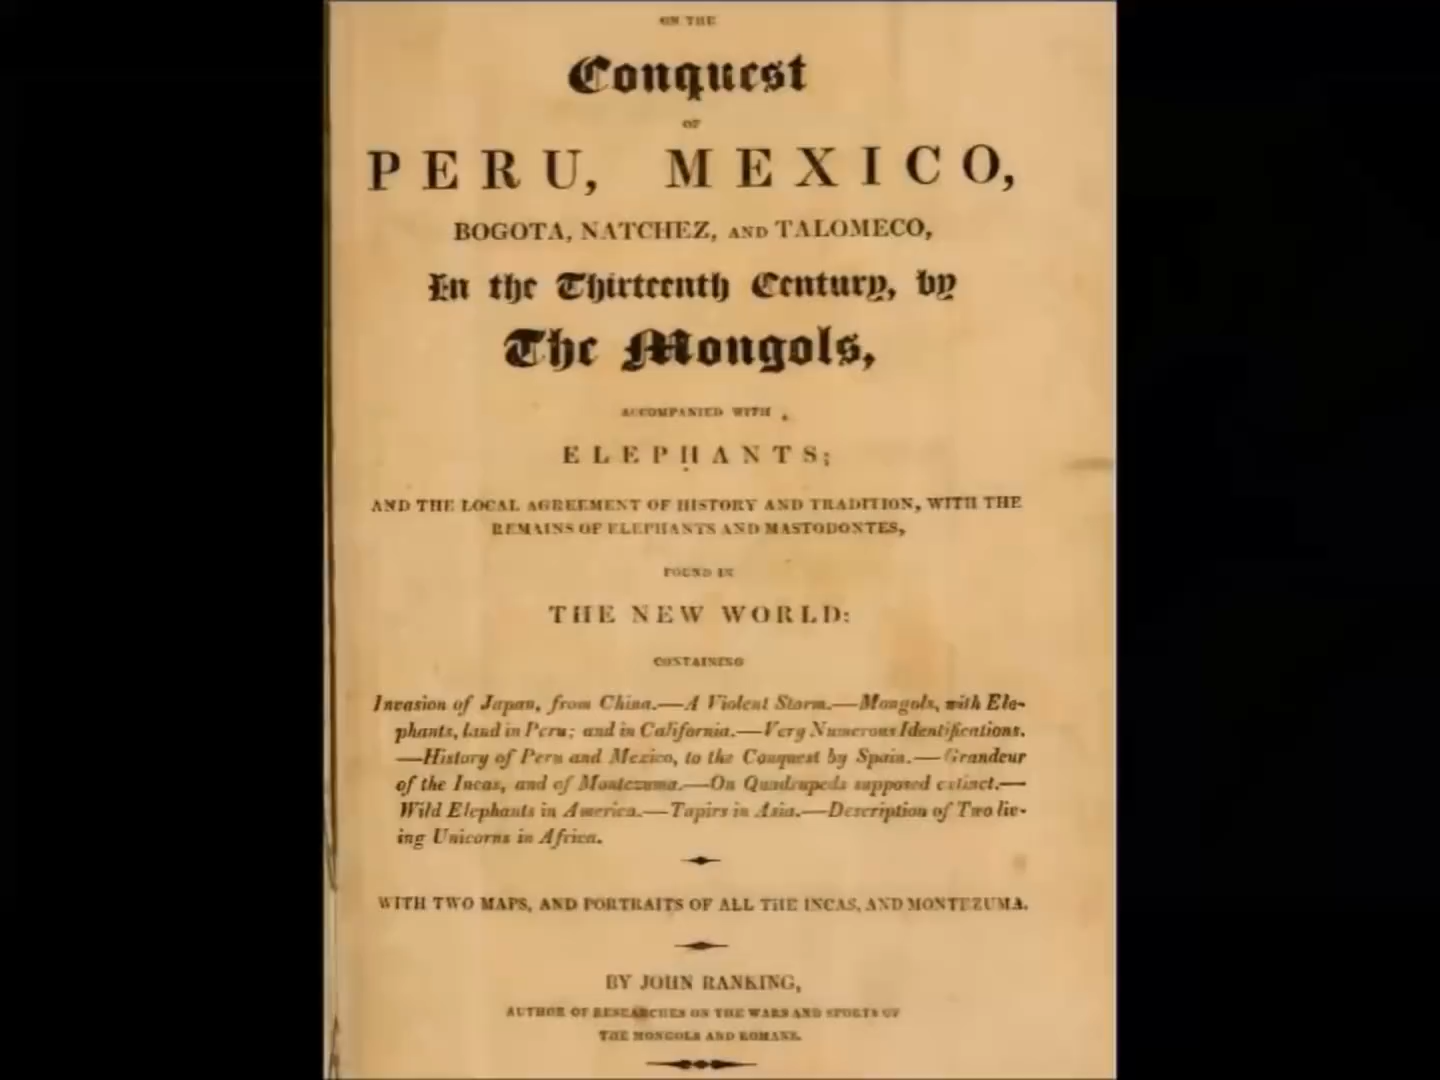 ON THE
Conquest
OF
PERU, MEXICO,
BOGOTA, NATCHEZ, AND TALOMECO,
In the Thirteenth Century, by
The Mongols,
ACCOMPANIED WITH
ELEPHANTS;
AND THE LOCAL AGREEMENT OF HISTORY AND TRADITION, WITH THE
REMAINS OF ELEPHANTS AND MASTODONTES,
FOUND IN
THE NEW WORLD:
CONTAINING
Invasion of Japan, from China.—A Violent Storm.—Mongols, with Ele-
phants, land in Peru; and in California.—Very Numerous Identifications.
—History of Peru and Mexico, to the Conquest by Spain.—Grandeur
of the Incas, and of Montezuma.—On Quadrupeds supposed extinct.—
Wild Elephants in America.—Tapirs in Asia.—Description of Two liv-
ing Unicorns in Africa.
WITH TWO MAPS, AND PORTRAITS OF ALL THE INCAS, AND MONTEZUMA.
BY JOHN RANKING,
AUTHOR OF RESEARCHES ON THE WARS AND SPORTS OF
THE MONGOLS AND ROMANS.